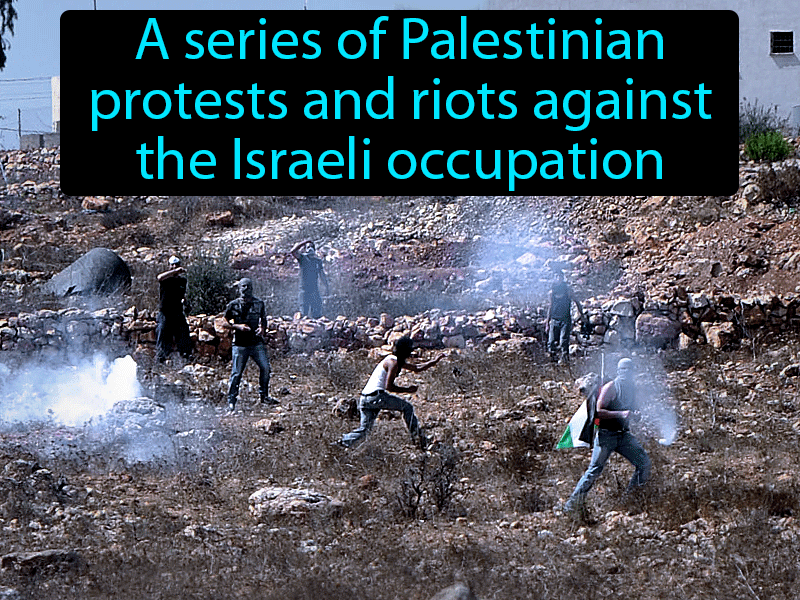 A series of Palestinian
protests and riots against
the Israeli occupation